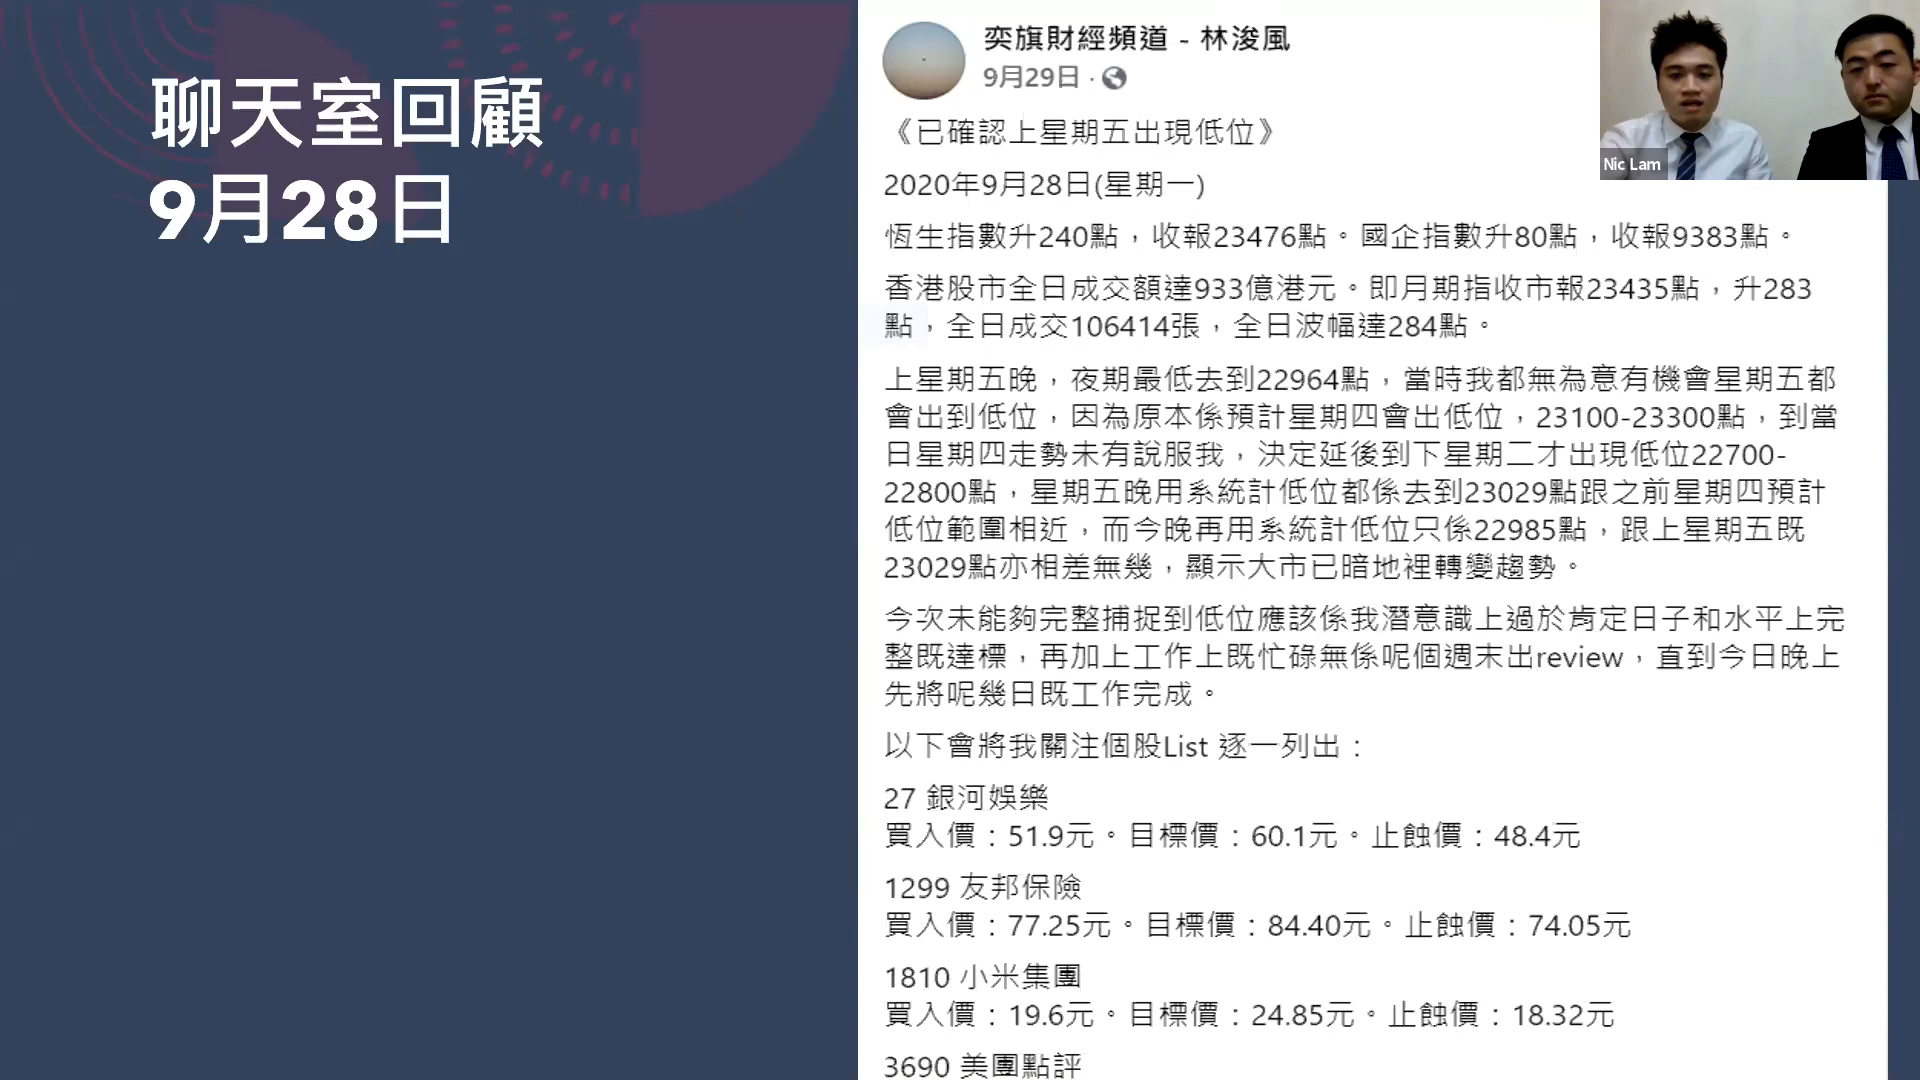 聊天室回顧
9月28日
奕旗財經頻道 - 林浚風
9月29日 ·
《已確認上星期五出現低位》
2020年9月28日(星期一)
恆生指數升240點，收報23476點。國企指數升80點，收報9383點。
香港股市全日成交額達933億港元。即月期指收市報23435點，升283
點，全日成交106414張，全日波幅達284點。
上星期五晚，夜期最低去到22964點，當時我都無為意有機會星期五都
會出到低位，因為原本係預計星期四會出低位，23100-23300點，到當
日星期四走勢未有說服我，決定延後到下星期二才出現低位22700-
22800點，星期五晚用系統計低位都係去到23029點跟之前星期四預計
低位範圍相近，而今晚再用系統計低位只係22985點，跟上星期五既
23029點亦相差無幾，顯示大市已暗地裡轉變趨勢。
今次未能夠完整捕捉到低位應該係我潛意識上過於肯定日子和水平上完
整既達標，再加上工作上既忙碌無係呢個週末出review，直到今日晚上
先將呢幾日既工作完成。
以下會將我關注個股List 逐一列出：
27 銀河娛樂
買入價：51.9元。目標價：60.1元。止蝕價：48.4元
1299 友邦保險
買入價：77.25元。目標價：84.40元。止蝕價：74.05元
1810 小米集團
買入價：19.6元。目標價：24.85元。止蝕價：18.32元
3690 美團點評
Nic Lam